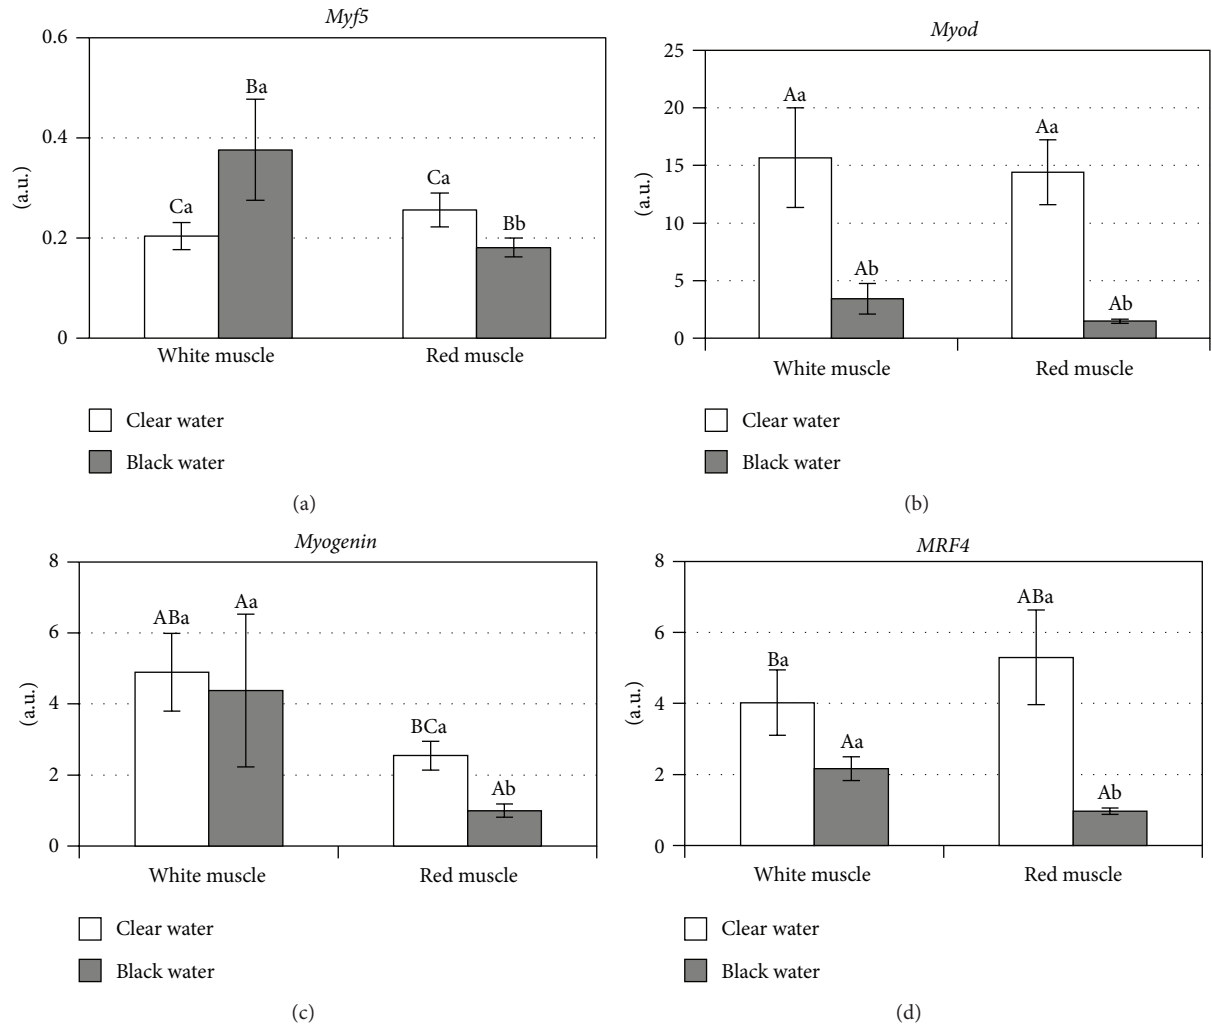 Myf5
0.6
0.4
0.2
0
(a.u.)
Ca
Ba
Ca
Bb
White muscle
Red muscle
Clear water
Black water
(a)
Myod
25
20
15
10
5
0
(a.u.)
Aa
Ab
Aa
Ab
White muscle
Red muscle
Clear water
Black water
(b)
Myogenin
8
6
4
2
0
(a.u.)
ABa
Aa
BCa
Ab
White muscle
Red muscle
Clear water
Black water
(c)
MRF4
8
6
4
2
0
(a.u.)
Ba
Aa
ABa
Ab
White muscle
Red muscle
Clear water
Black water
(d)